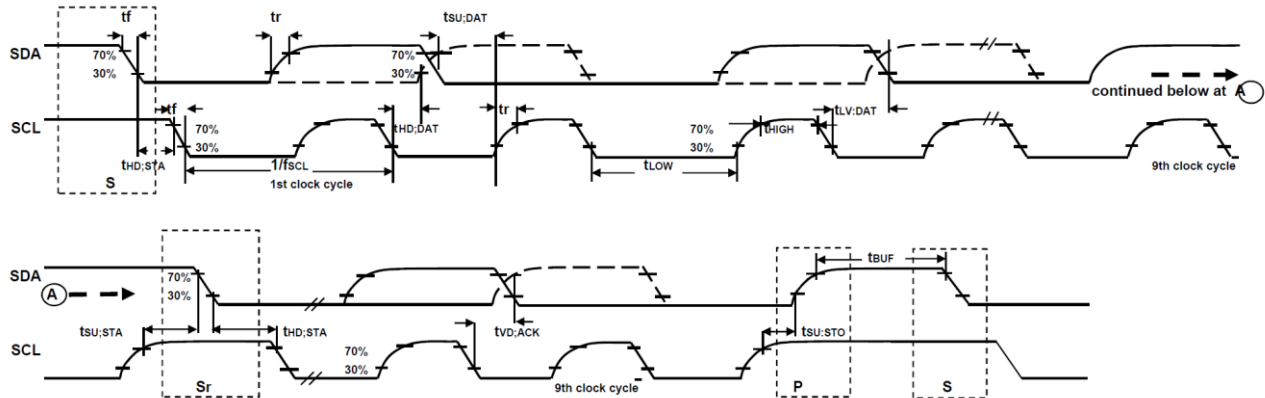 tf
tr
tSU;DAT
SDA
70%
30%
70%
30%
continued below at A
tf
tHD;DAT
tr
tLV:DAT
SCL
70%
30%
70%
30%
tHIGH
tHD;STA
1/fSCL
tLOW
S
1st clock cycle
9th clock cycle
SDA
70%
30%
tBUF
A
tSU;STA
tHD;STA
tVD;ACK
tSU:STO
SCL
70%
30%
Sr
9th clock cycle
P
S